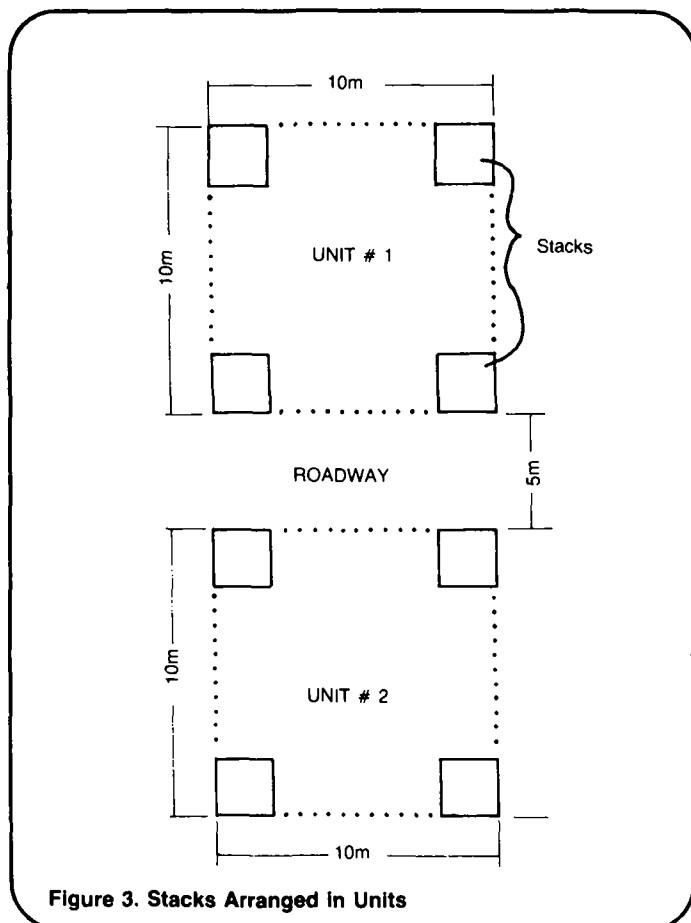 10m
10m
UNIT # 1
Stacks
ROADWAY
5m
10m
UNIT # 2
10m
Figure 3. Stacks Arranged in Units